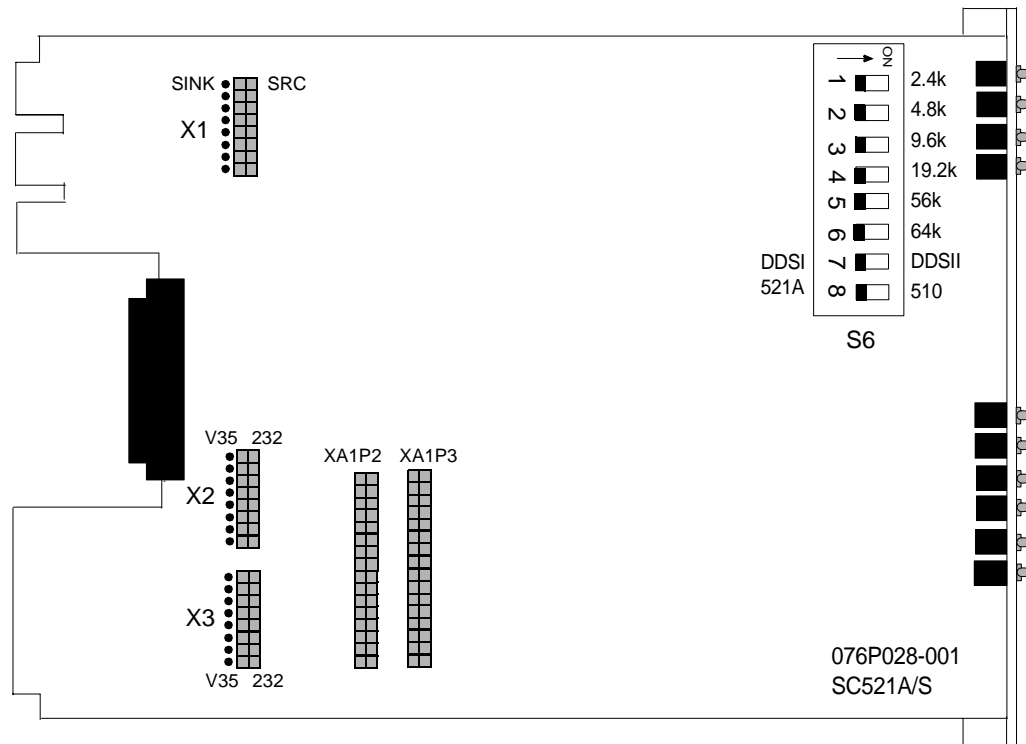 ON
SINK SRC
X1
1 2.4k
2 4.8k
3 9.6k
4 19.2k
5 56k
6 64k
DDSI 7 DDSII
521A 8 510
S6
V35 232
X2
XA1P2 XA1P3
X3
V35 232
076P028-001
SC521A/S